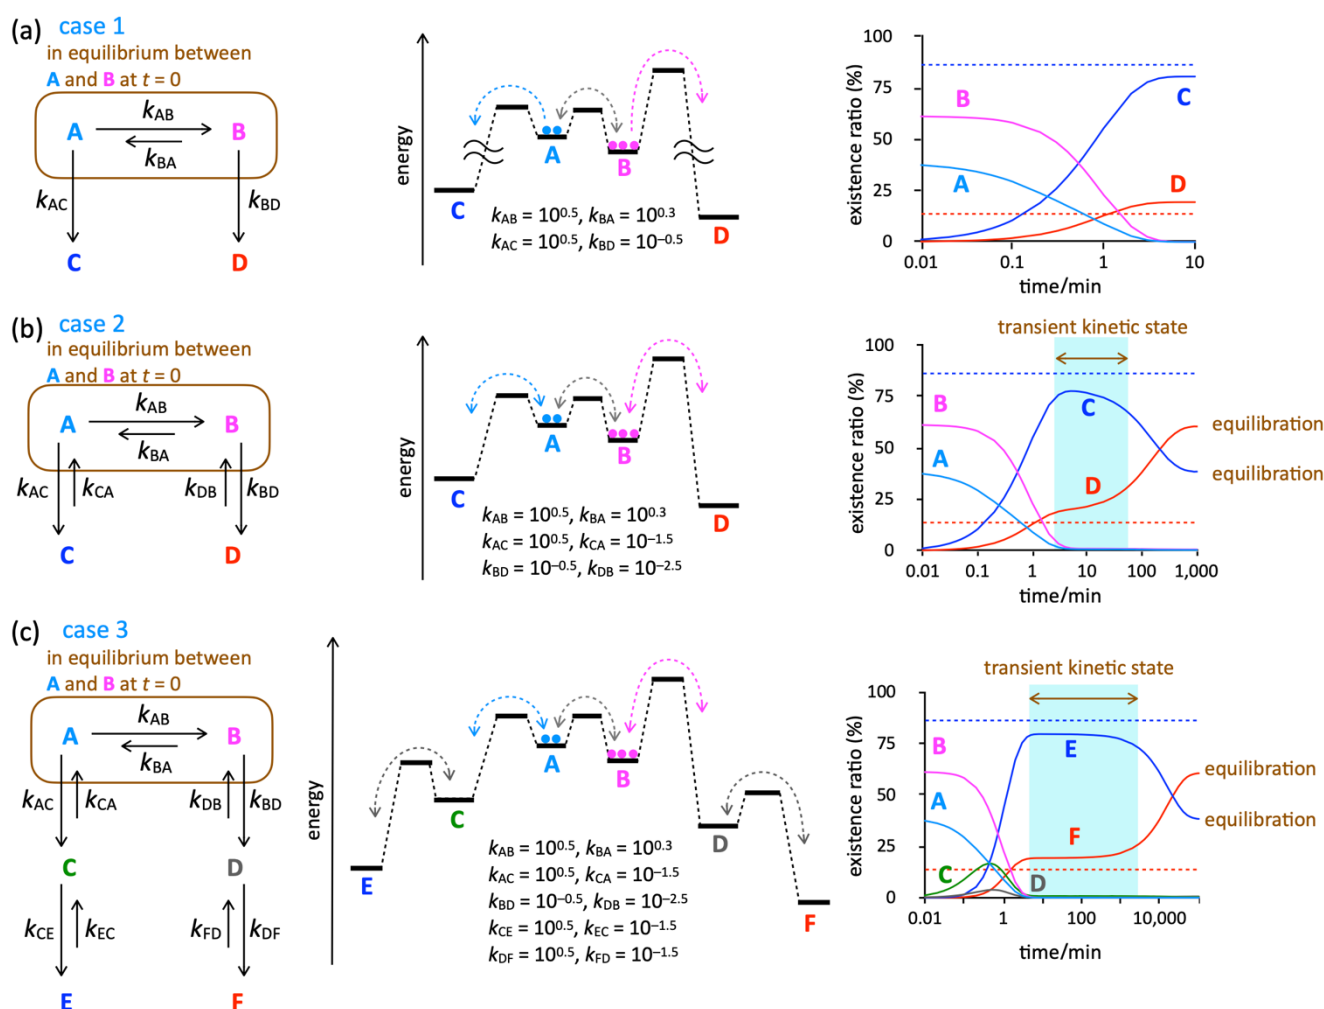 (a) case 1
in equilibrium between
A and B at t = 0
kAB
A B
kBA
kAC kBD
C D
energy
A
B
C
D
kAB = 10^0.5, kBA = 10^0.3
kAC = 10^0.5, kBD = 10^−0.5
existence ratio (%)
100
75
50
25
0
B
A
C
D
0.01 0.1 1 10
time/min
(b) case 2
in equilibrium between
A and B at t = 0
kAB
A B
kBA
kAC kCA kDB kBD
C D
energy
A
B
C
D
kAB = 10^0.5, kBA = 10^0.3
kAC = 10^0.5, kCA = 10^−1.5
kBD = 10^−0.5, kDB = 10^−2.5
transient kinetic state
existence ratio (%)
100
75
50
25
0
B
A
C
D
equilibration
equilibration
0.01 0.1 1 10 100 1,000
time/min
(c) case 3
in equilibrium between
A and B at t = 0
kAB
A B
kBA
kAC kCA kDB kBD
C D
kCE kEC kFD kDF
E F
energy
A
B
C
D
E
F
kAB = 10^0.5, kBA = 10^0.3
kAC = 10^0.5, kCA = 10^−1.5
kBD = 10^−0.5, kDB = 10^−2.5
kCE = 10^0.5, kEC = 10^−1.5
kDF = 10^0.5, kFD = 10^−1.5
transient kinetic state
existence ratio (%)
100
75
50
25
0
B
A
C
D
E
F
equilibration
equilibration
0.01 1 100 10,000
time/min